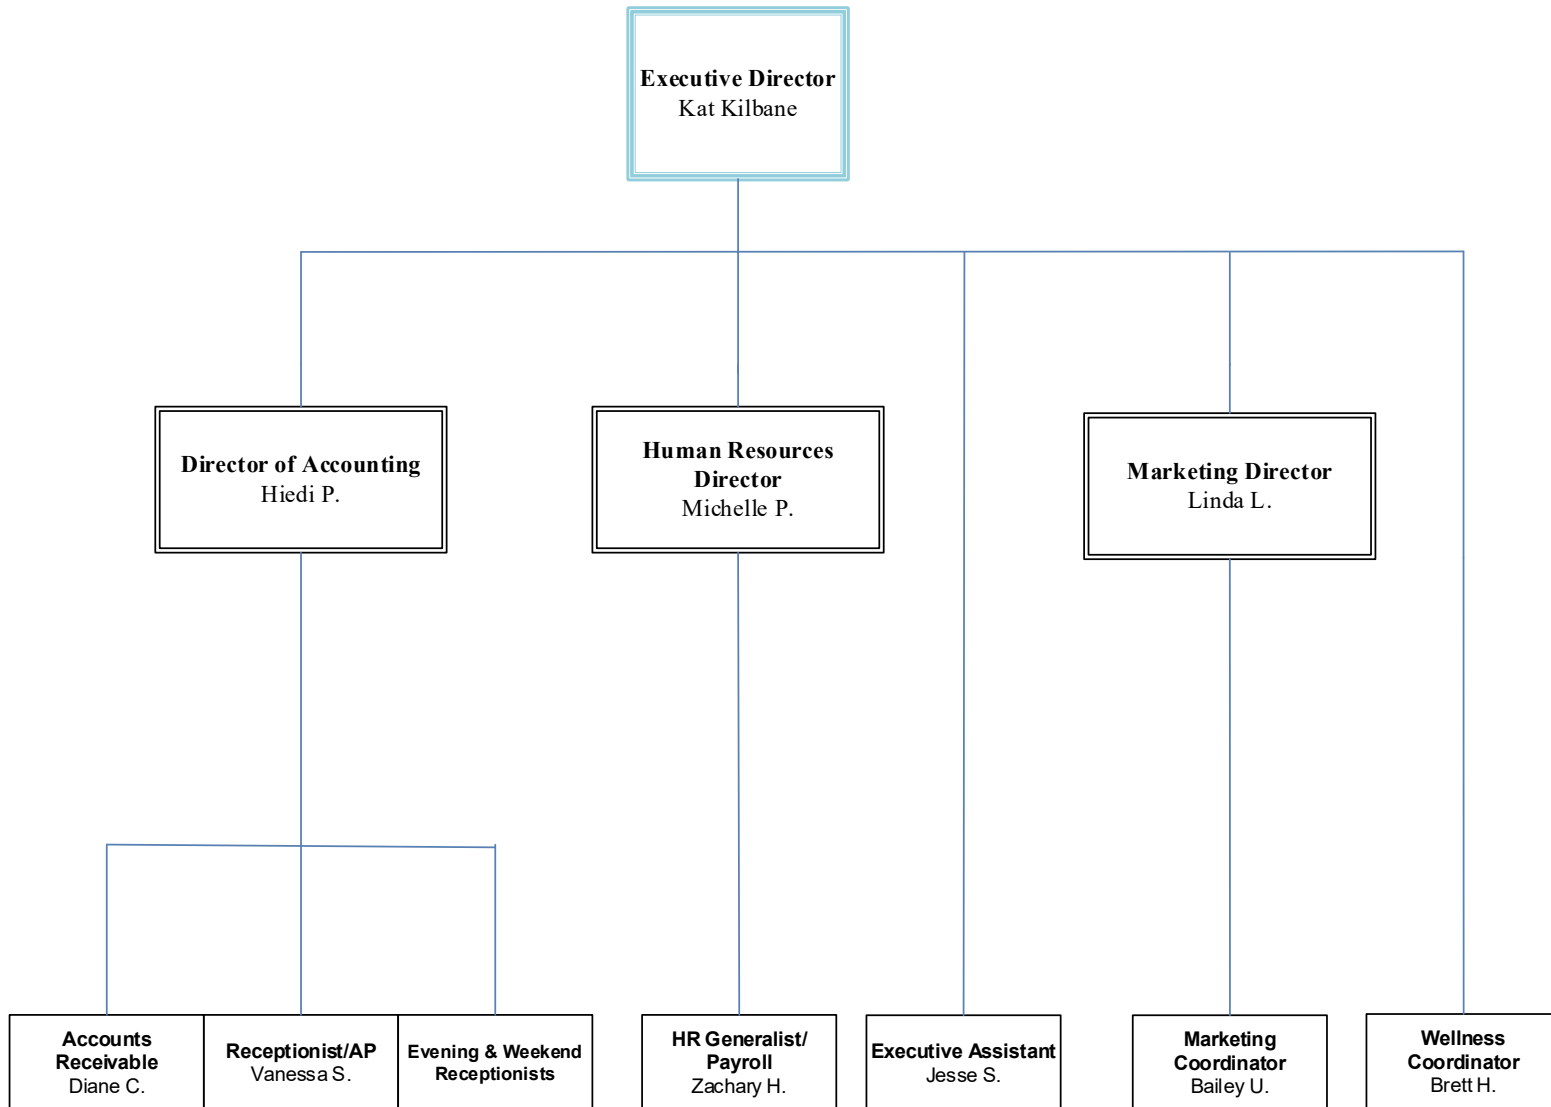 Executive Director
Kat Kilbane
Director of Accounting
Hiedi P.
Human Resources
Director
Michelle P.
Marketing Director
Linda L.
Accounts
Receivable
Diane C.
Receptionist/AP
Vanessa S.
Evening & Weekend
Receptionists
HR Generalist/
Payroll
Zachary H.
Executive Assistant
Jesse S.
Marketing
Coordinator
Bailey U.
Wellness
Coordinator
Brett H.